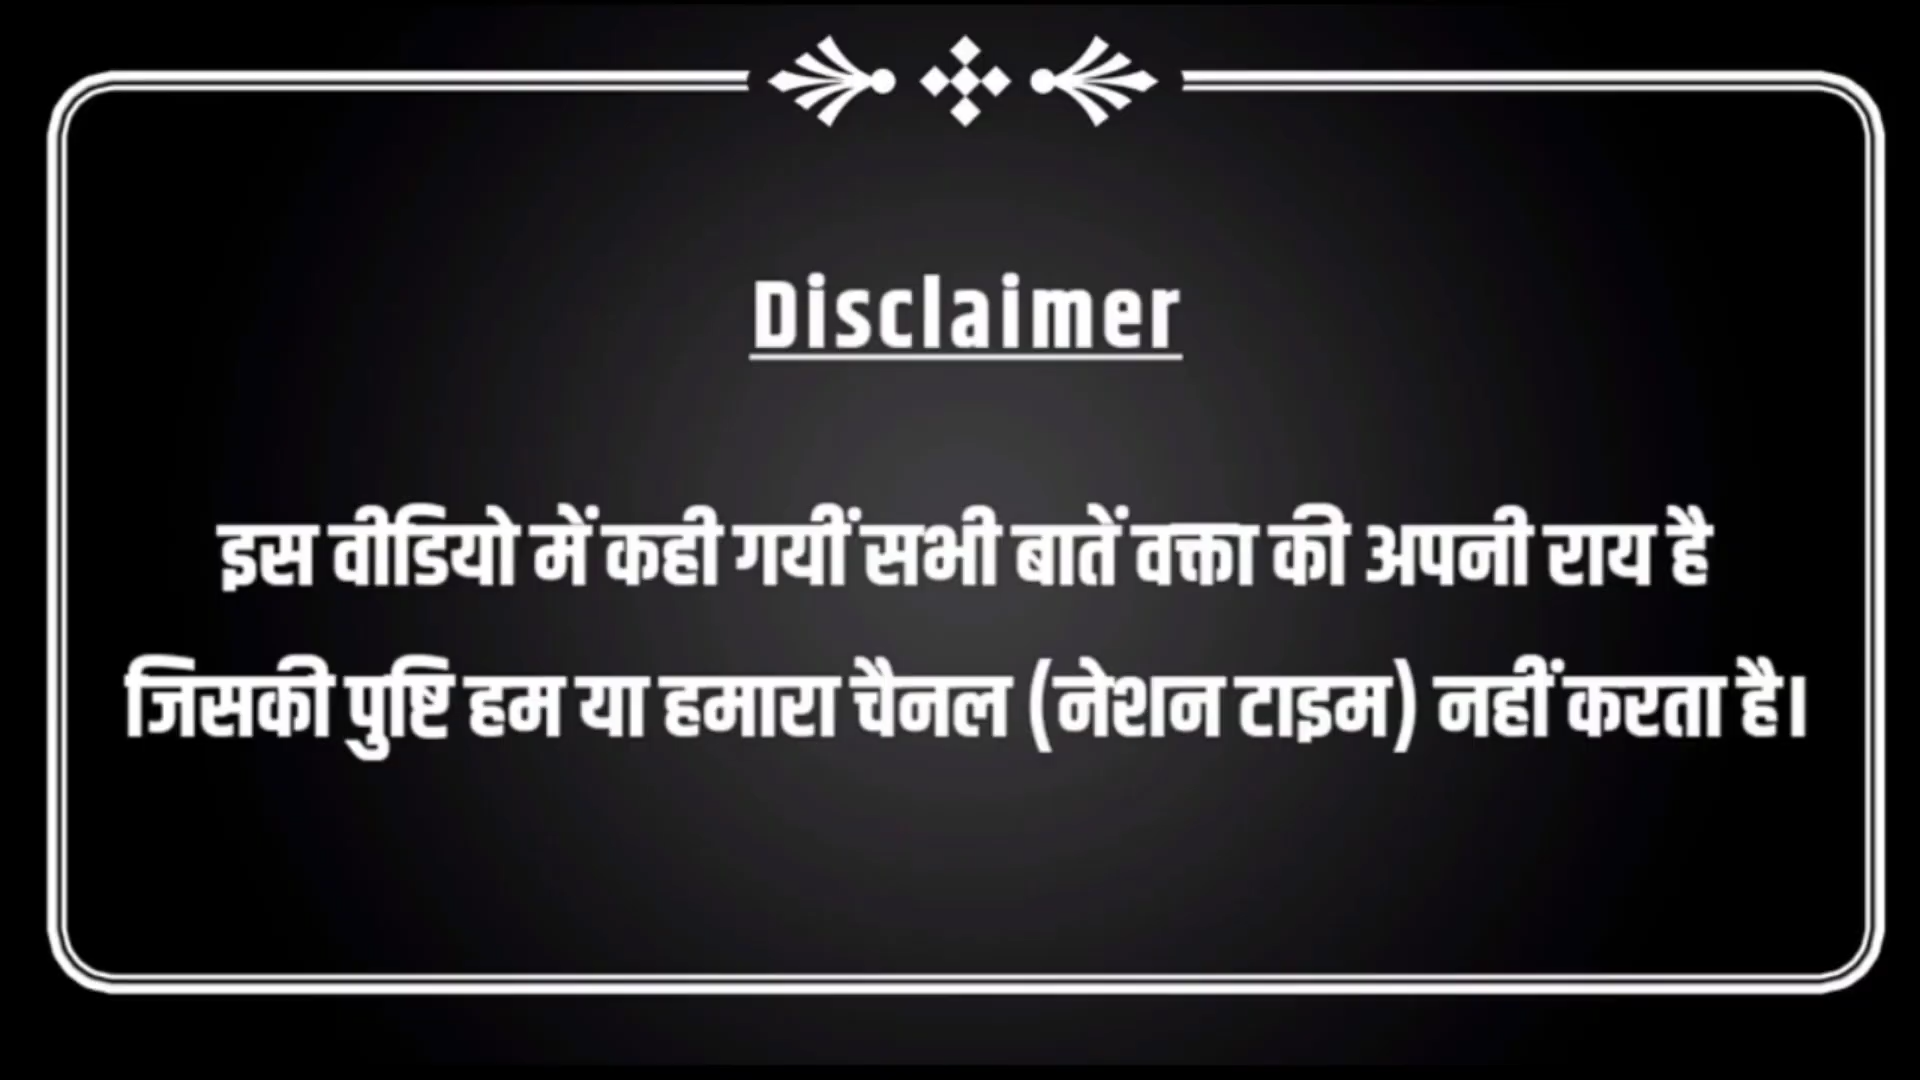 Disclaimer
इस वीडियो में कही गयीं सभी बातें वक्ता की अपनी राय है
जिसकी पुष्टि हम या हमारा चैनल (नेशन टाइम) नहीं करता है।